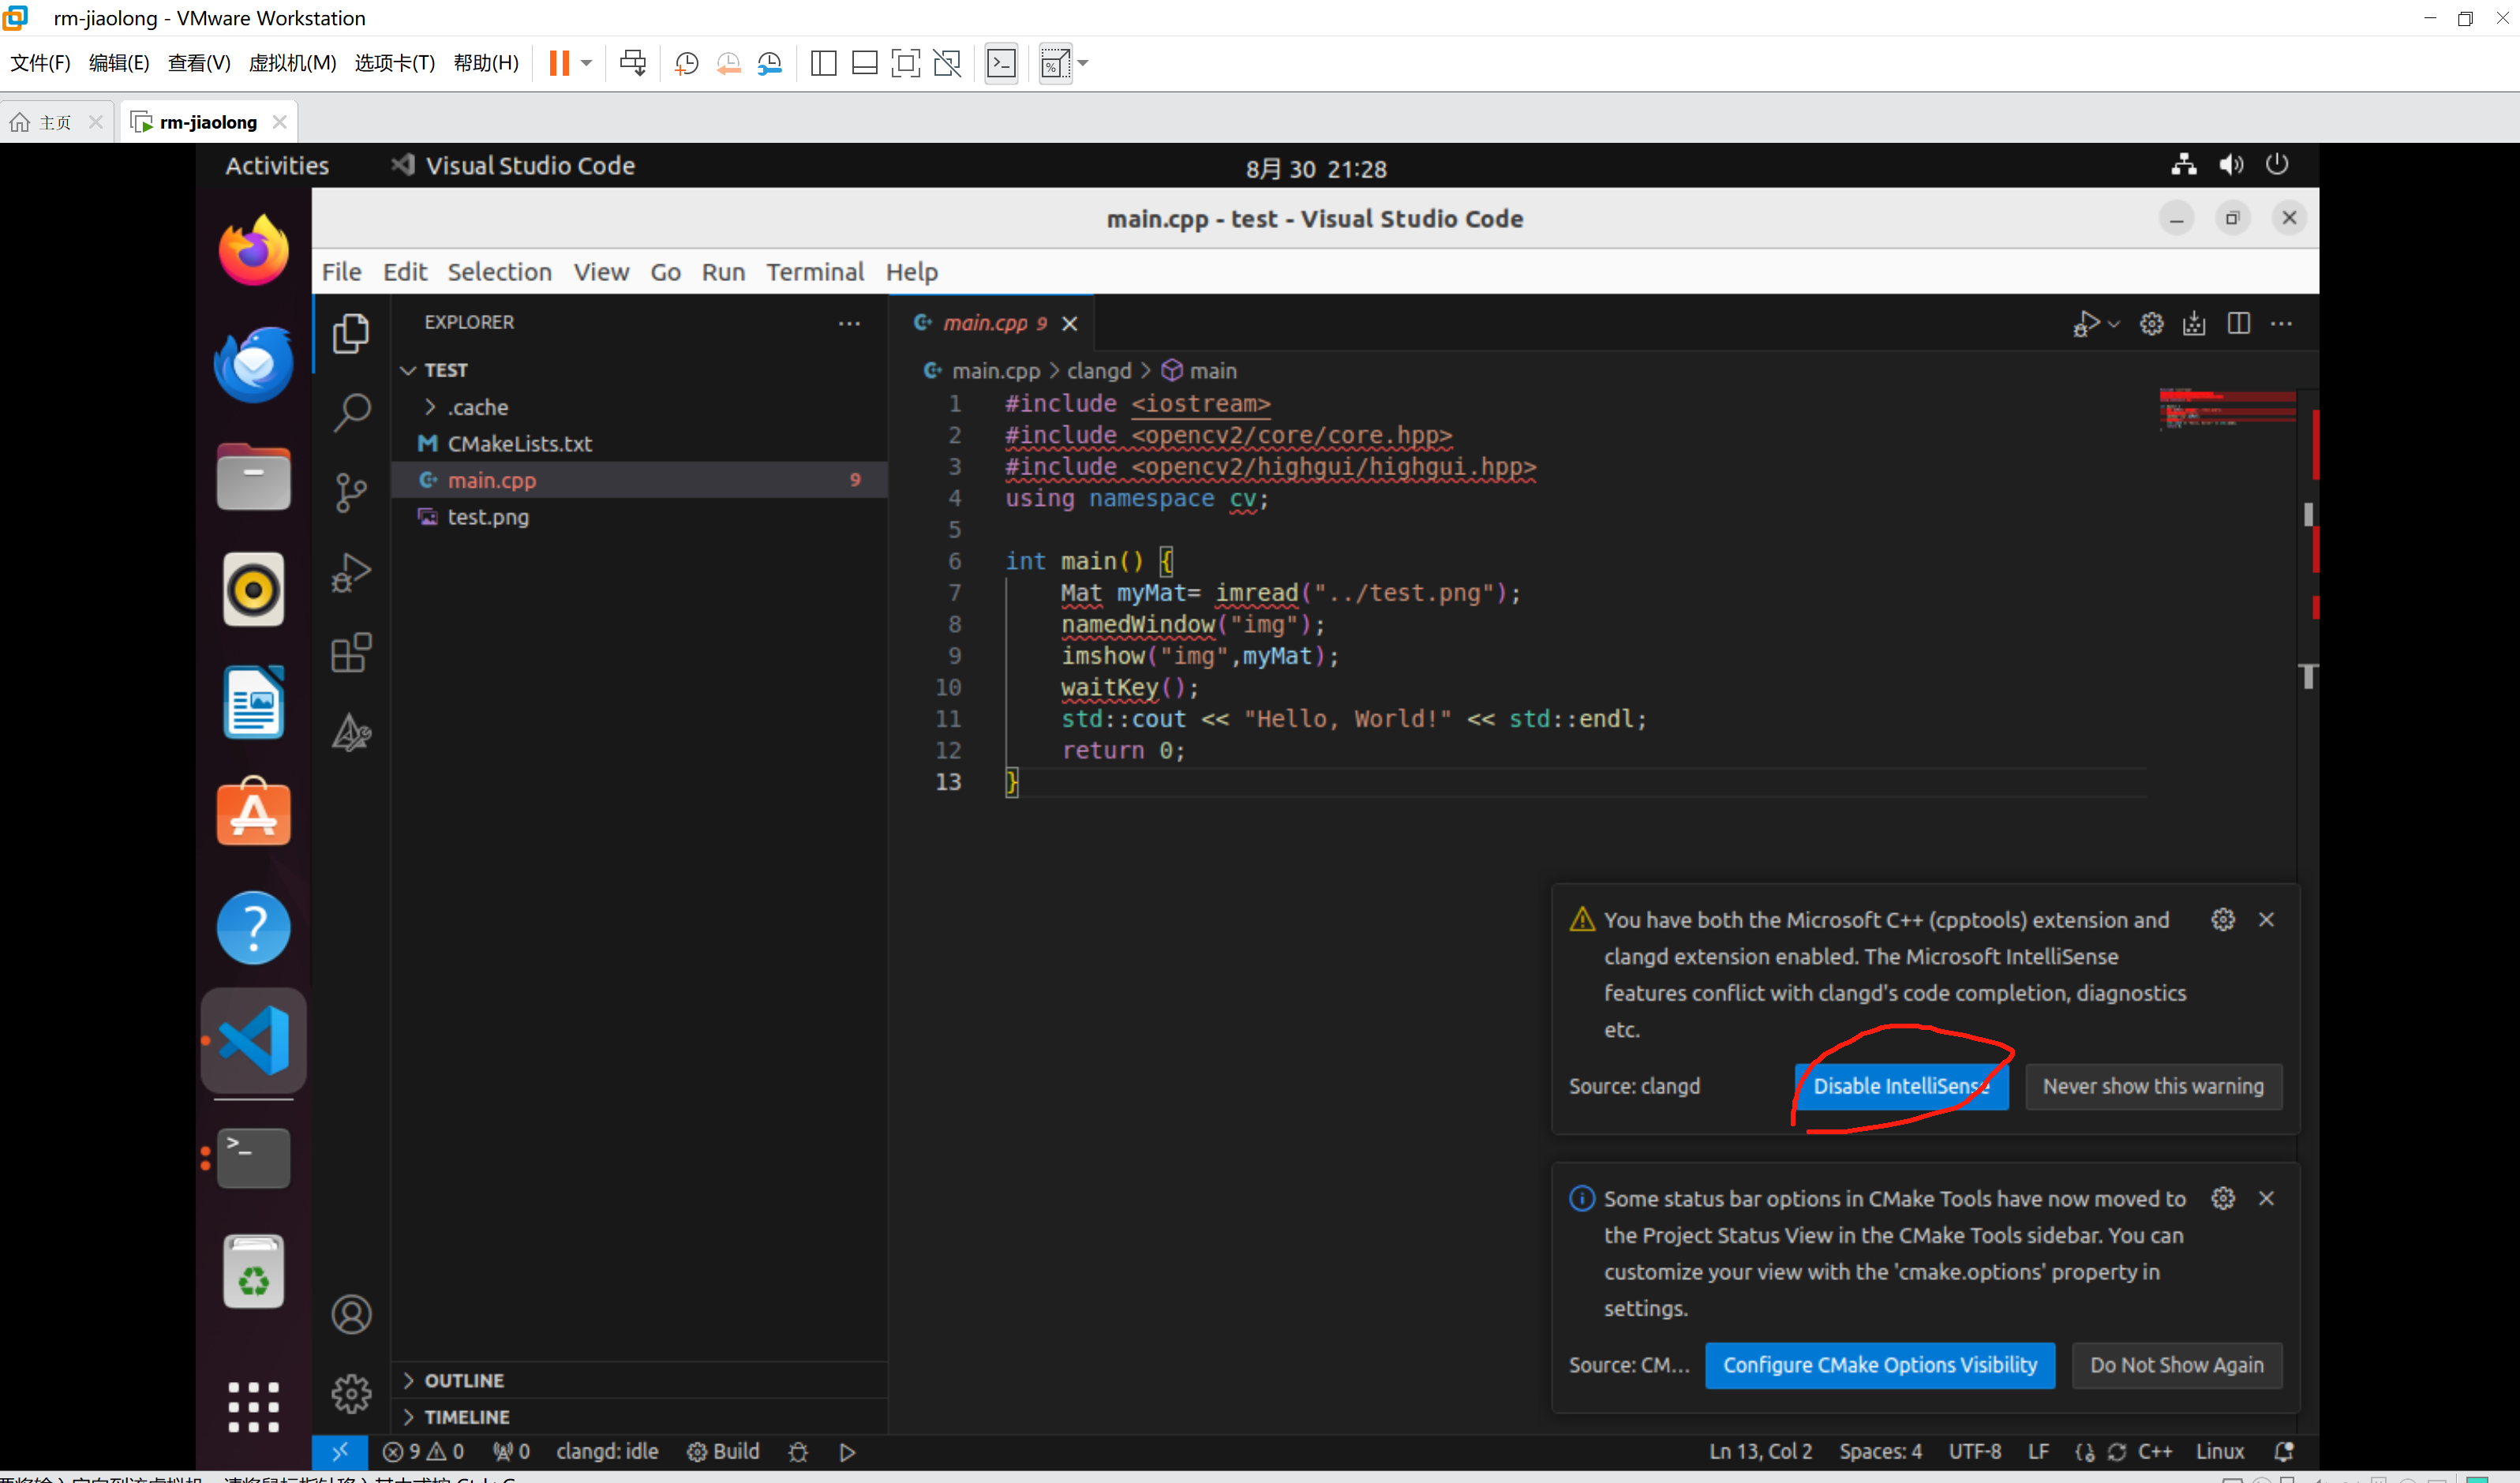 rm-jiaolong - VMware Workstation
文件(F) 编辑(E) 查看(V) 虚拟机(M) 选项卡(T) 帮助(H)
主页 rm-jiaolong
Activities Visual Studio Code 8月 30 21:28
main.cpp - test - Visual Studio Code
File Edit Selection View Go Run Terminal Help
EXPLORER
TEST
.cache
CMakeLists.txt
main.cpp 9
test.png
OUTLINE
TIMELINE
main.cpp 9
main.cpp > clangd > main
1 #include <iostream>
2 #include <opencv2/core/core.hpp>
3 #include <opencv2/highgui/highgui.hpp>
4 using namespace cv;
5
6 int main() {
7 Mat myMat= imread("../test.png");
8 namedWindow("img");
9 imshow("img",myMat);
10 waitKey();
11 std::cout << "Hello, World!" << std::endl;
12 return 0;
13 }
You have both the Microsoft C++ (cpptools) extension and
clangd extension enabled. The Microsoft IntelliSense
features conflict with clangd's code completion, diagnostics
etc.
Source: clangd Disable IntelliSense Never show this warning
Some status bar options in CMake Tools have now moved to
the Project Status View in the CMake Tools sidebar. You can
customize your view with the 'cmake.options' property in
settings.
Source: CM... Configure CMake Options Visibility Do Not Show Again
9 0 0 clangd: idle Build Ln 13, Col 2 Spaces: 4 UTF-8 LF C++ Linux